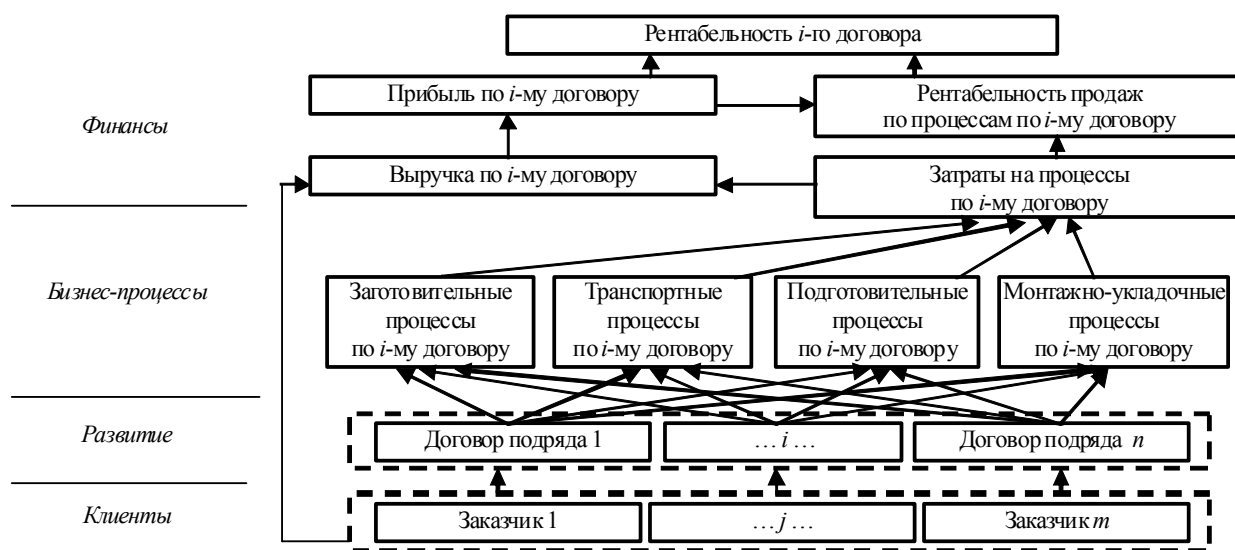 Рентабельность i-го договора
Прибыль по i-му договору
Рентабельность продаж
по процессам по i-му договору
Финансы
Выручка по i-му договору
Затраты на процессы
по i-му договору
Бизнес-процессы
Заготовительные
процессы
по i-му договору
Транспортные
процессы
по i-му договору
Подготовительные
процессы
по i-му договору
Монтажно-укладочные
процессы
по i-му договору
Развитие
Договор подряда 1
… i …
Договор подряда n
Клиенты
Заказчик 1
… j …
Заказчик m